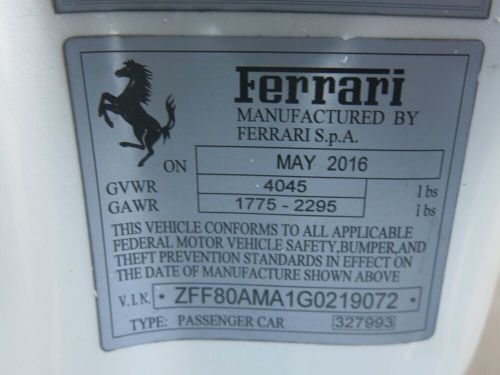 Ferrari
MANUFACTURED BY
FERRARI S.p.A.
ON MAY 2016
GVWR 4045 lbs
GAWR 1775 - 2295 ibs
THIS VEHICLE CONFORMS TO ALL APPLICABLE
FEDERAL MOTOR VEHICLE SAFETY,BUMPER,AND
THEFT PREVENTION STANDARDS IN EFFECT ON
THE DATE OF MANUFACTURE SHOWN ABOVE
V.I.N. * ZFF80AMA1G0219072 *
TYPE: PASSENGER CAR 327993